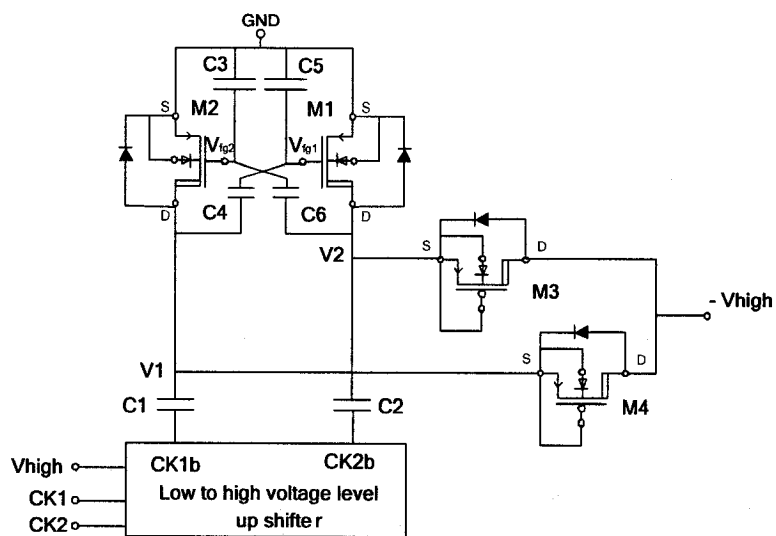 GND
C3
C5
S
M2
M1
S
Vfg2
Vfg1
D
C4
C6
D
V2
S
D
M3
- Vhigh
V1
S
D
M4
C1
C2
Vhigh
CK1b
CK2b
CK1
Low to high voltage level
CK2
up shifter